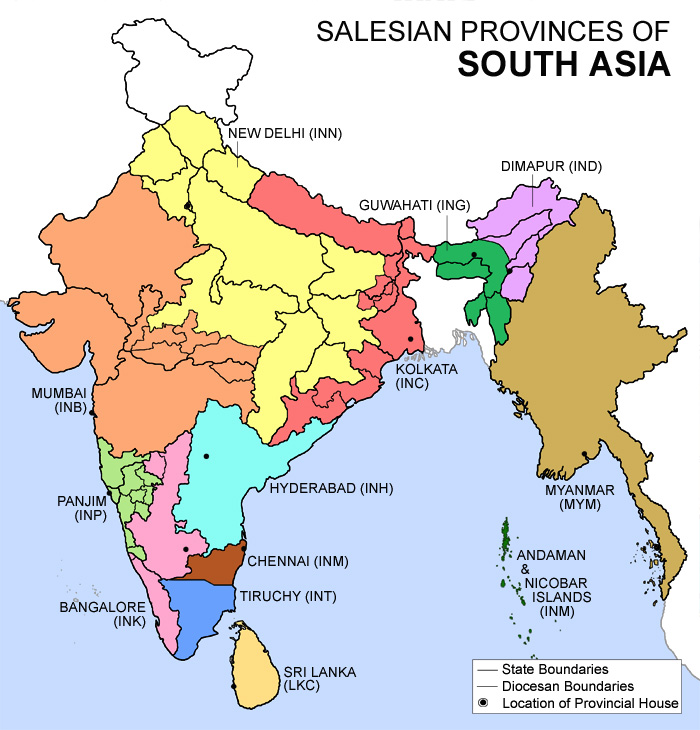 SALESIAN PROVINCES OF
SOUTH ASIA
NEW DELHI (INN)
DIMAPUR (IND)
GUWAHATI (ING)
KOLKATA
(INC)
MUMBAI
(INB)
HYDERABAD (INH)
MYANMAR
(MYM)
PANJIM
(INP)
CHENNAI (INM)
ANDAMAN
&
NICOBAR
ISLANDS
(INM)
TIRUCHY (INT)
BANGALORE
(INK)
SRI LANKA
(LKC)
State Boundaries
Diocesan Boundaries
Location of Provincial House